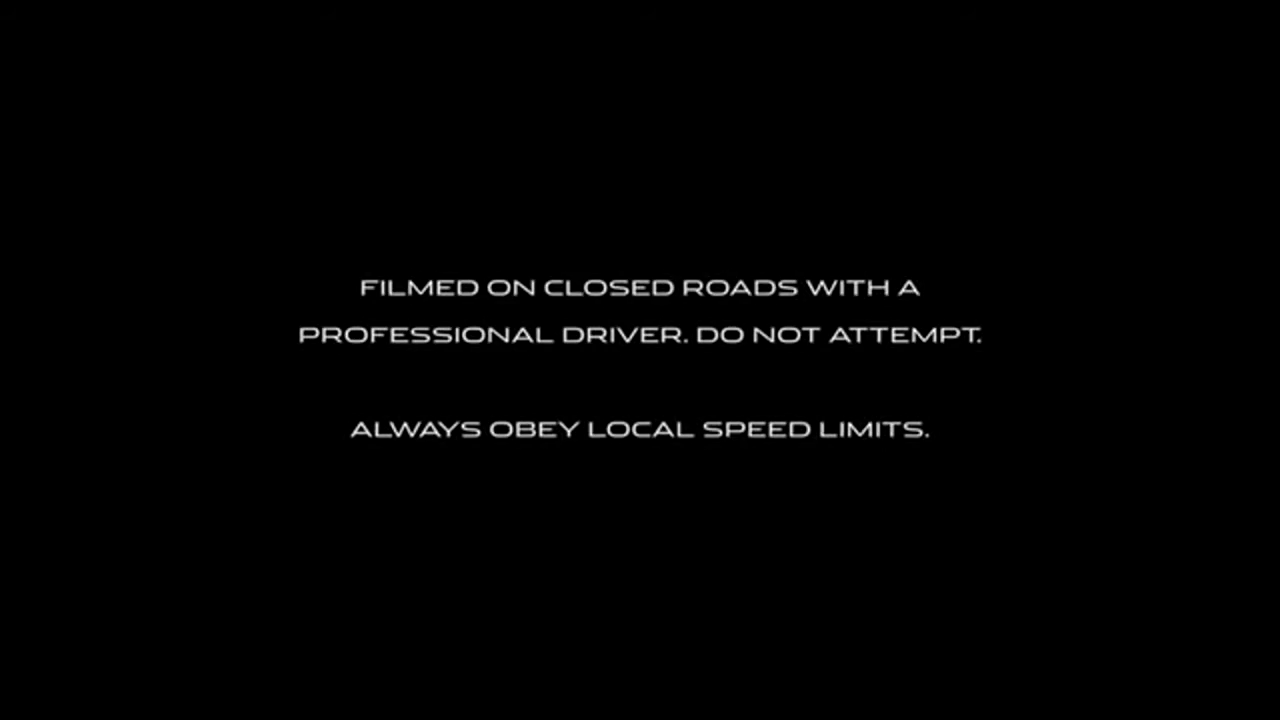 FILMED ON CLOSED ROADS WITH A
PROFESSIONAL DRIVER. DO NOT ATTEMPT.
ALWAYS OBEY LOCAL SPEED LIMITS.